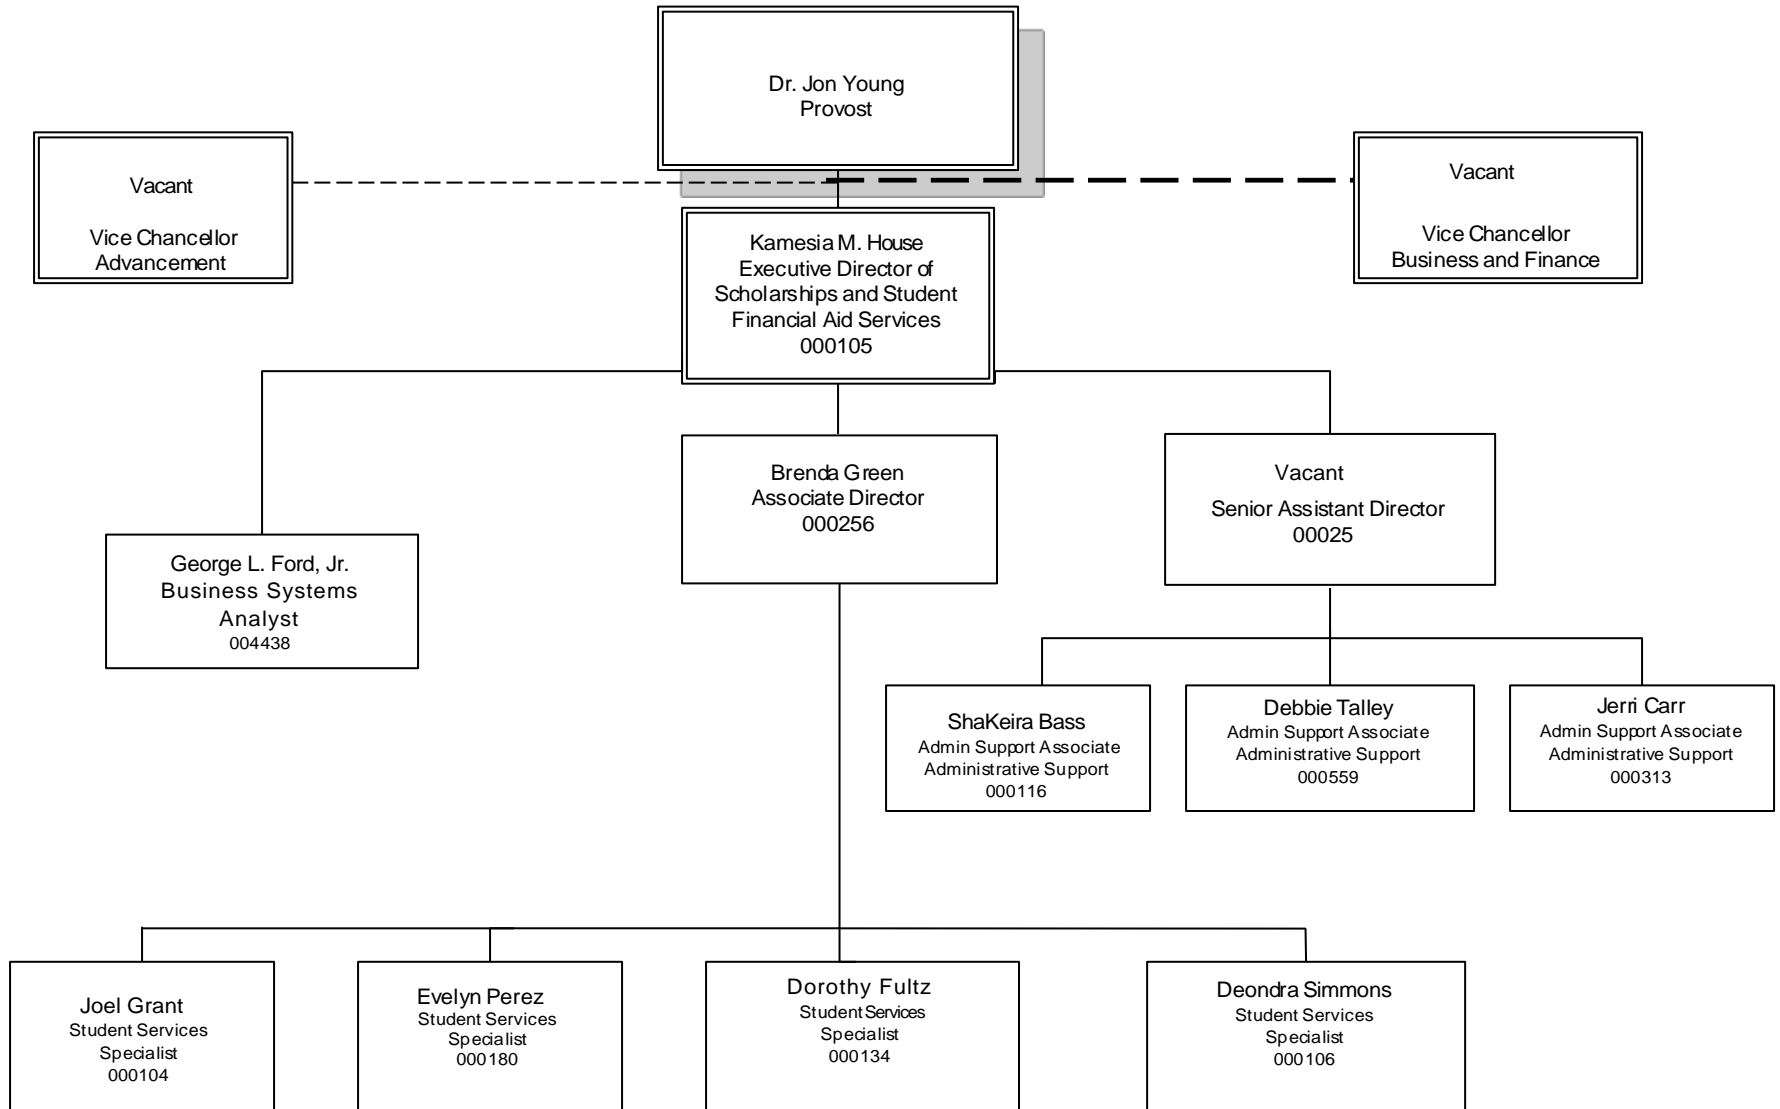 Dr. Jon Young
Provost
Vacant
Vice Chancellor
Advancement
Vacant
Vice Chancellor
Business and Finance
Kamesia M. House
Executive Director of
Scholarships and Student
Financial Aid Services
000105
George L. Ford, Jr.
Business Systems
Analyst
004438
Brenda Green
Associate Director
000256
Vacant
Senior Assistant Director
00025
ShaKeira Bass
Admin Support Associate
Administrative Support
000116
Debbie Talley
Admin Support Associate
Administrative Support
000559
Jerri Carr
Admin Support Associate
Administrative Support
000313
Joel Grant
Student Services
Specialist
000104
Evelyn Perez
Student Services
Specialist
000180
Dorothy Fultz
Student Services
Specialist
000134
Deondra Simmons
Student Services
Specialist
000106